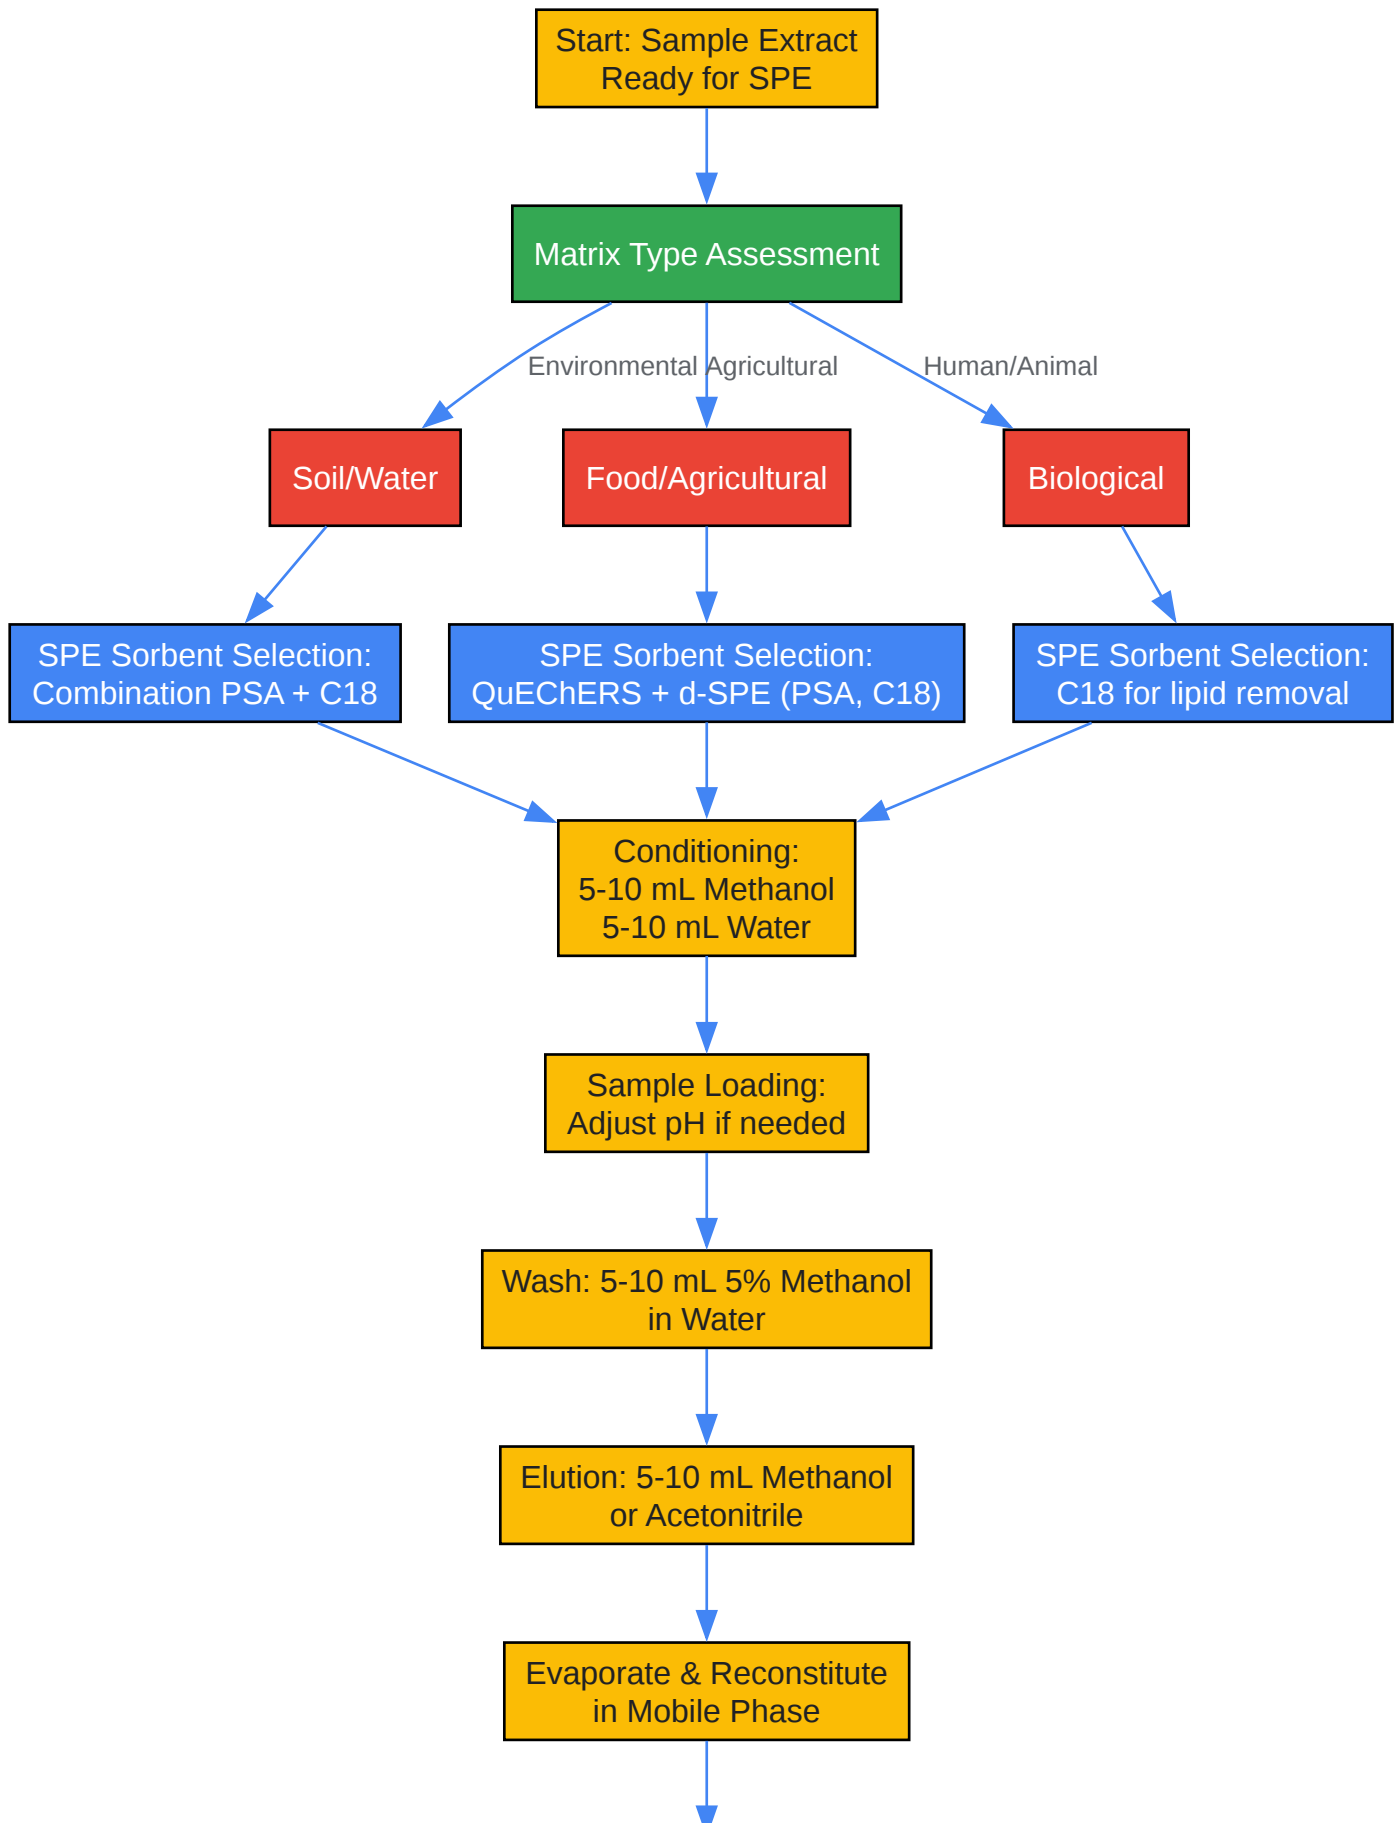 Start: Sample Extract
Ready for SPE
Matrix Type Assessment
Environmental
Agricultural
Human/Animal
Soil/Water
Food/Agricultural
Biological
SPE Sorbent Selection:
Combination PSA + C18
SPE Sorbent Selection:
QuEChERS + d-SPE (PSA, C18)
SPE Sorbent Selection:
C18 for lipid removal
Conditioning:
5-10 mL Methanol
5-10 mL Water
Sample Loading:
Adjust pH if needed
Wash: 5-10 mL 5% Methanol
in Water
Elution: 5-10 mL Methanol
or Acetonitrile
Evaporate & Reconstitute
in Mobile Phase